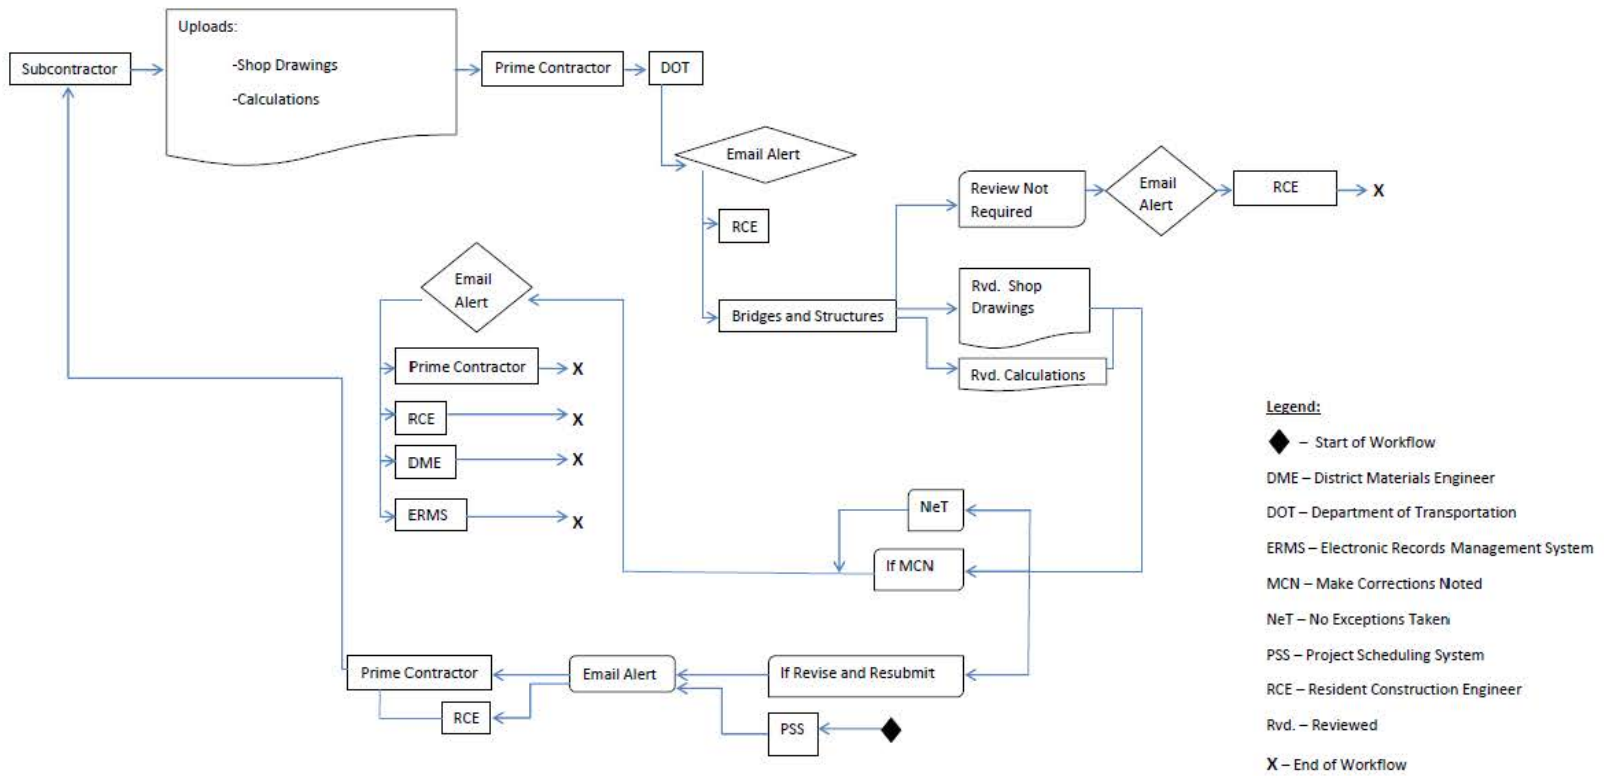 Uploads:
-Shop Drawings
-Calculations
Subcontractor
Prime Contractor
DOT
Email Alert
RCE
Bridges and Structures
Review Not
Required
Email
Alert
RCE
X
Rvd. Shop
Drawings
Rvd. Calculations
Email
Alert
Prime Contractor
X
RCE
X
DME
X
ERMS
X
NeT
If MCN
If Revise and Resubmit
Email Alert
Prime Contractor
RCE
PSS
Legend:
– Start of Workflow
DME – District Materials Engineer
DOT – Department of Transportation
ERMS – Electronic Records Management System
MCN – Make Corrections Noted
NeT – No Exceptions Taken
PSS – Project Scheduling System
RCE – Resident Construction Engineer
Rvd. – Reviewed
X – End of Workflow